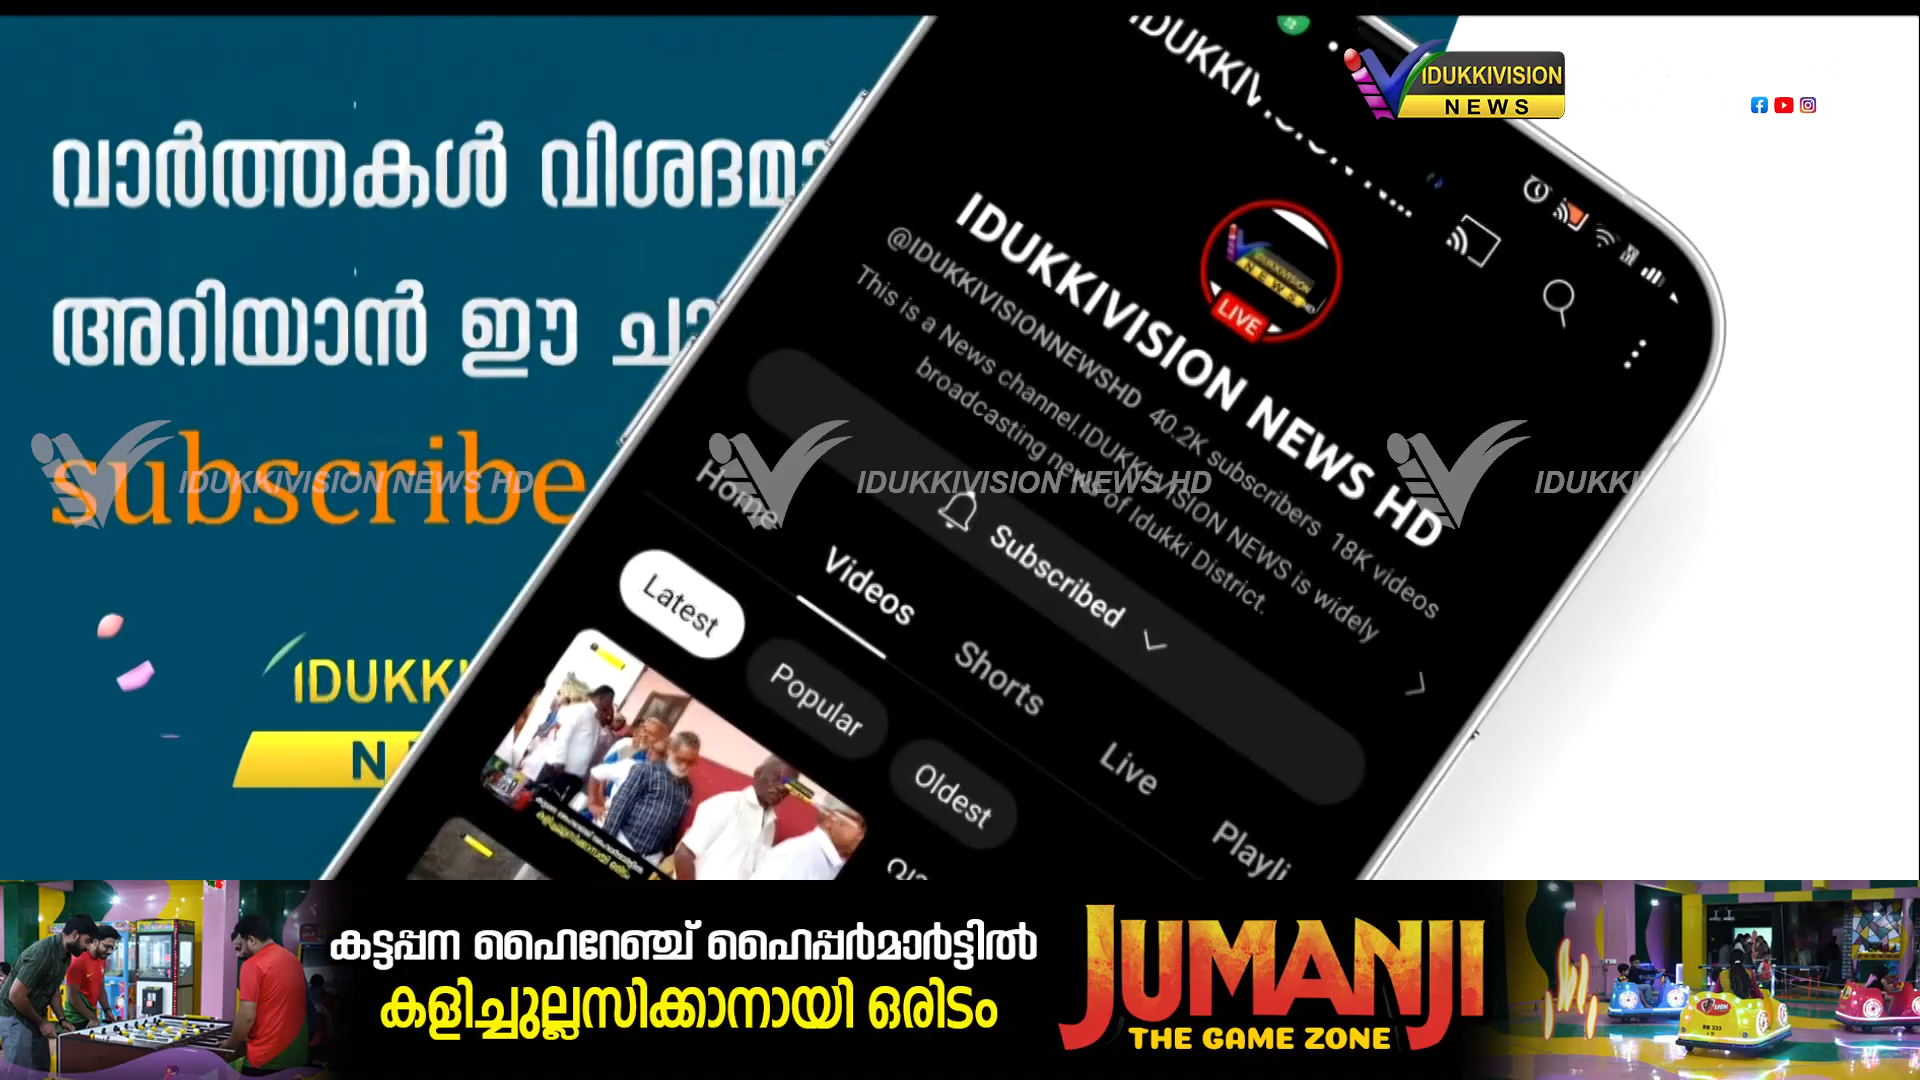 IDUKKIVISION
NEWS
വാർത്തകൾ വിശദമാ
അറിയാൻ ഈ ചാ
subscribe
IDUKKIVISION NEWS HD
@IDUKKIVISIONNEWSHD 40.2K subscribers 18K videos
This is a News channel.IDUKKIVISION NEWS is widely
broadcasting news of Idukki District.
LIVE
Subscribed
Home
Videos
Shorts
Live
Playli
Latest
Popular
Oldest
IDUKKIVISION NEWS HD
IDUKKIVISION NEWS HD
IDUKKI
IDUKK
N
കട്ടപ്പന ഹൈറേഞ്ച് ഹൈപ്പർമാർട്ടിൽ
കളിച്ചുല്ലസിക്കാനായി ഒരിടം
JUMANJI
THE GAME ZONE